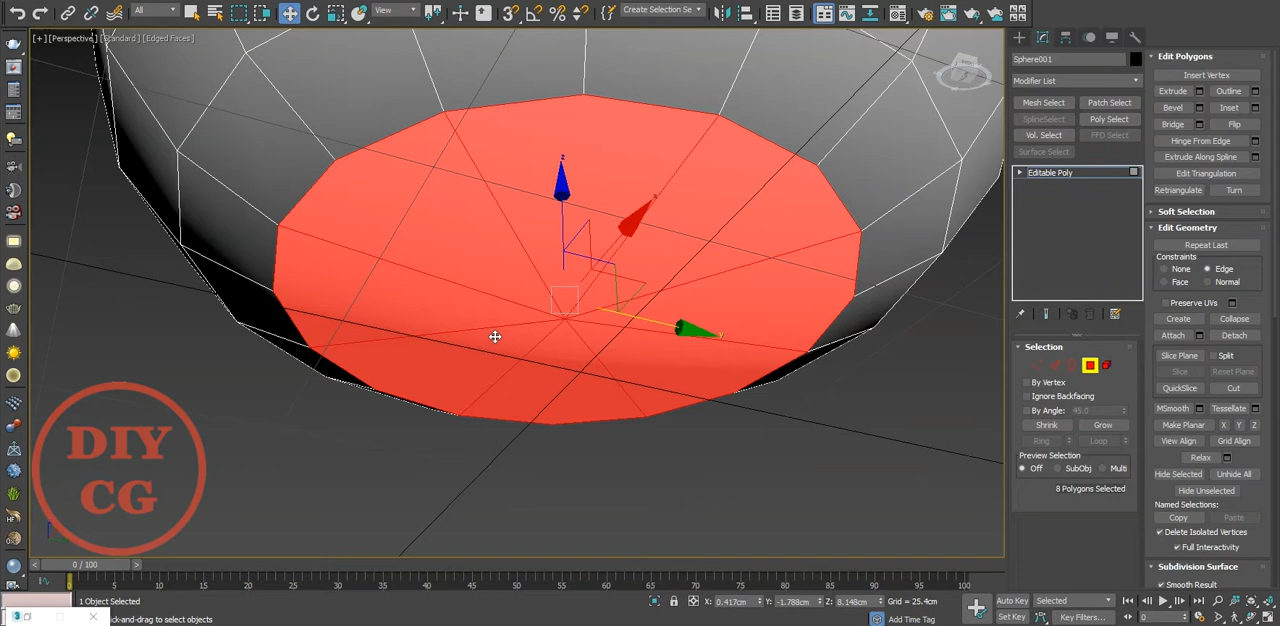 All
View
Create Selection Se
[+] [Perspective] [Standard] [Edged Faces]
Sphere001
Modifier List
Mesh Select
Patch Select
SplineSelect
Poly Select
Vol. Select
FFD Select
Surface Select
Editable Poly
Selection
By Vertex
Ignore Backfacing
By Angle: 45.0
Shrink
Grow
Ring
Loop
Preview Selection
Off
SubObj
Multi
8 Polygons Selected
Edit Polygons
Insert Vertex
Extrude
Outline
Bevel
Inset
Bridge
Flip
Hinge From Edge
Extrude Along Spline
Edit Triangulation
Retriangulate
Turn
Soft Selection
Edit Geometry
Repeat Last
Constraints
None
Edge
Face
Normal
Preserve UVs
Create
Collapse
Attach
Detach
Slice Plane
Split
Slice
Reset Plane
QuickSlice
Cut
MSmooth
Tessellate
Make Planar
X
Y
Z
View Align
Grid Align
Relax
Hide Selected
Unhide All
Hide Unselected
Named Selections:
Copy
Paste
Delete Isolated Vertices
Full Interactivity
Subdivision Surface
Smooth Result
z
x
y
DIY
CG
0 / 100
0 5 10 15 20 25 30 35 40 45 50 55 60 65 70 75 80 85 90 95 100
1 Object Selected
X: 0.417cm
Y: -1.788cm
Z: 8.148cm
Grid = 25.4cm
Auto Key
Selected
Set Key
Key Filters...
0
ck-and-drag to select objects
Add Time Tag